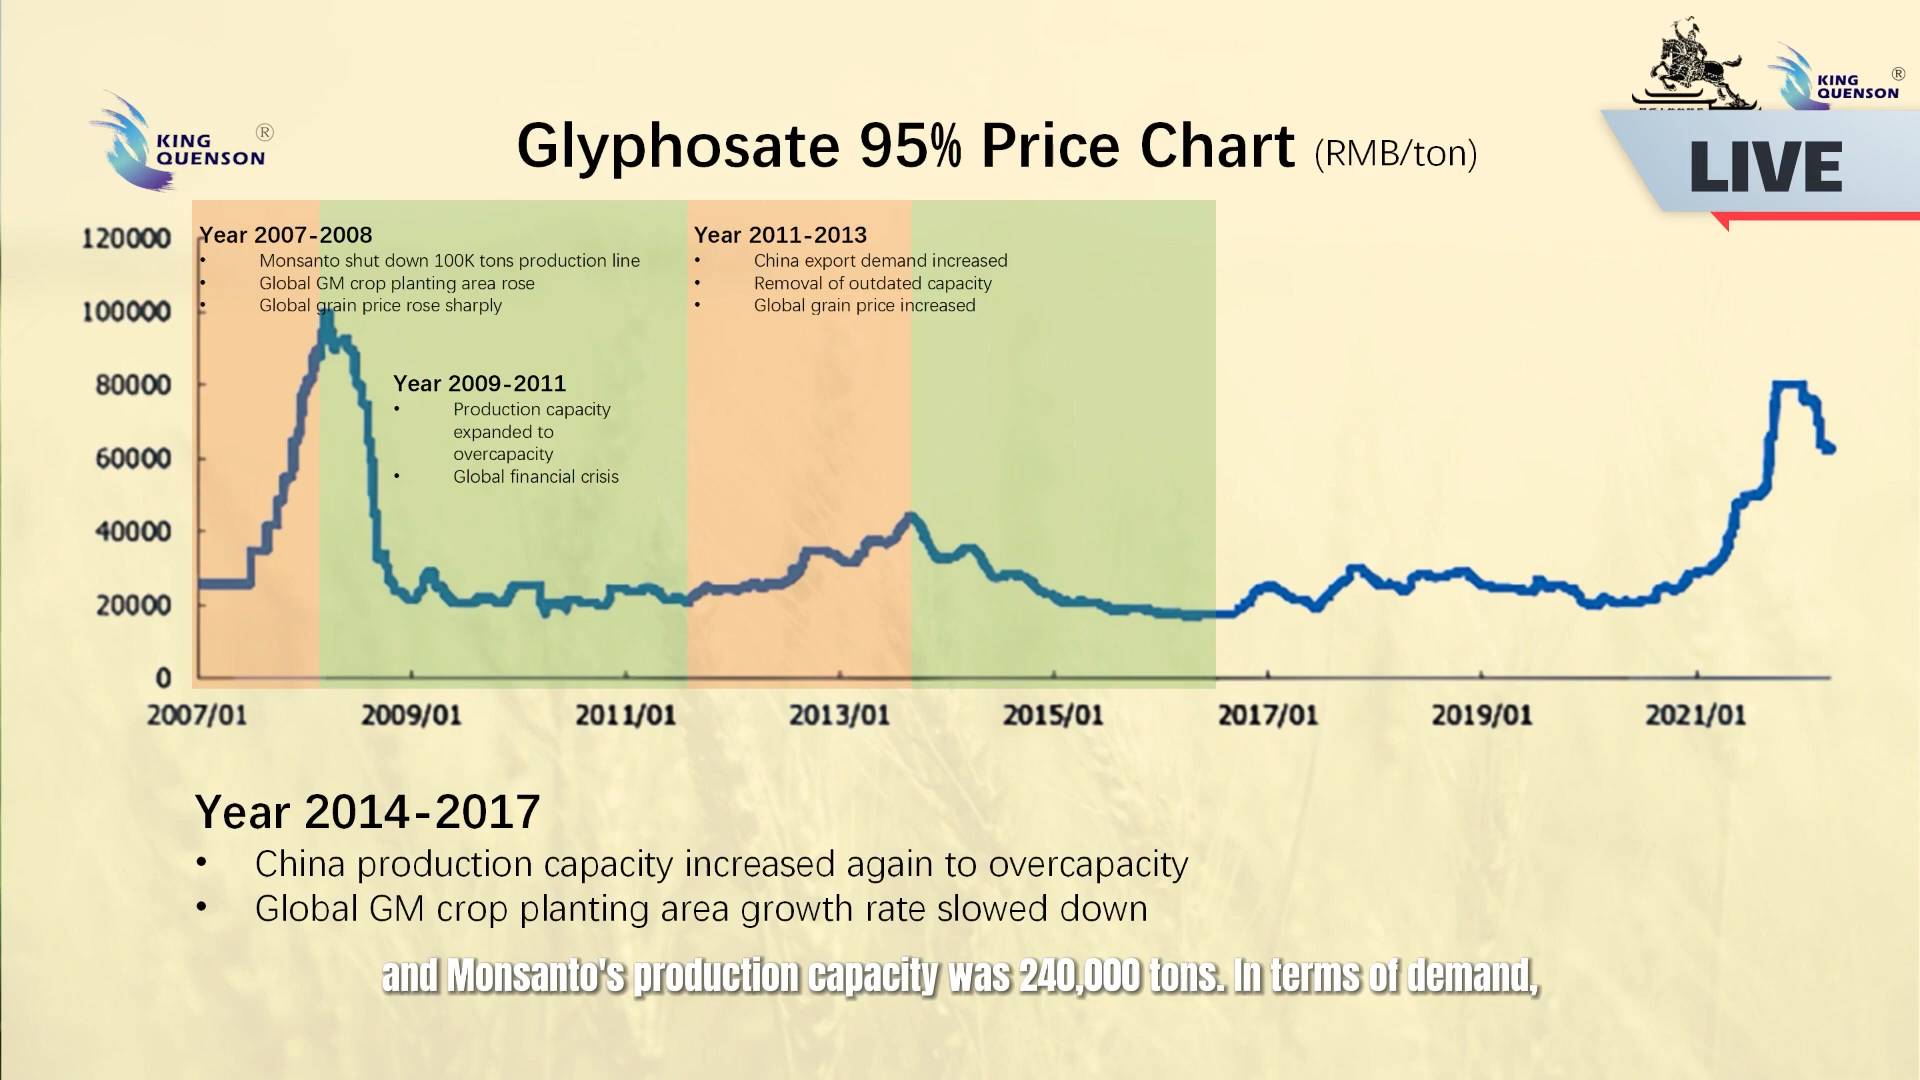 KING
QUENSON
®
KING
QUENSON
®
LIVE
Glyphosate 95% Price Chart (RMB/ton)
120000
100000
80000
60000
40000
20000
0
Year 2007-2008
• Monsanto shut down 100K tons production line
• Global GM crop planting area rose
• Global grain price rose sharply
Year 2009-2011
• Production capacity
expanded to
overcapacity
• Global financial crisis
Year 2011-2013
• China export demand increased
• Removal of outdated capacity
• Global grain price increased
2007/01
2009/01
2011/01
2013/01
2015/01
2017/01
2019/01
2021/01
Year 2014-2017
• China production capacity increased again to overcapacity
• Global GM crop planting area growth rate slowed down
and Monsanto's production capacity was 240,000 tons. In terms of demand,